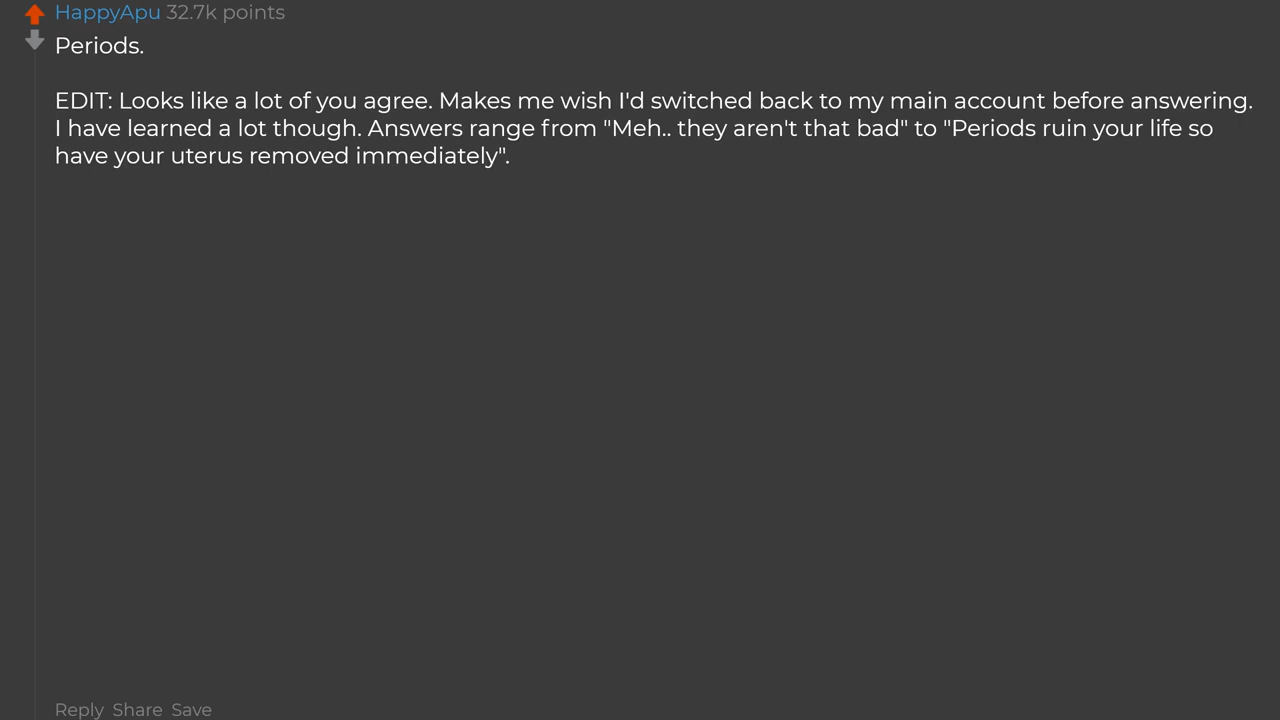 HappyApu 32.7k points
Periods.
EDIT: Looks like a lot of you agree. Makes me wish I'd switched back to my main account before answering.
I have learned a lot though. Answers range from "Meh.. they aren't that bad" to "Periods ruin your life so
have your uterus removed immediately".
Reply Share Save